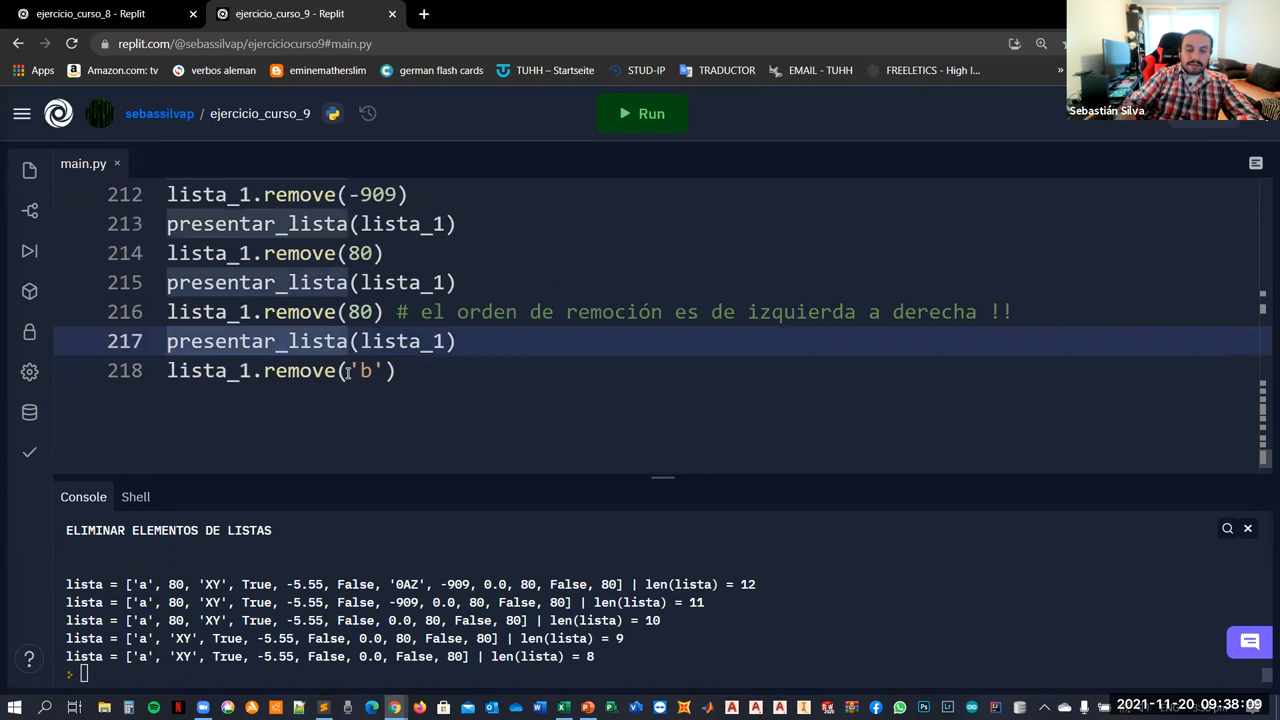 ejercicio_curso_8 - Replit
ejercicio_curso_9 - Replit
replit.com/@sebassilvap/ejerciciocurso9#main.py
Apps
Amazon.com: tv
verbos aleman
eminematherslim
germany flash
TUHH – Startseite
STUD-IP
TRADUCTOR
EMAIL - TUHH
FREELETICS - High I...
»
Sebastián Silva
sebassilvap / ejercicio_curso_9
Run
main.py
212 lista_1.remove(-909)
213 presentar_lista(lista_1)
214 lista_1.remove(80)
215 presentar_lista(lista_1)
216 lista_1.remove(80) # el orden de remoción es de izquierda a derecha !!
217 presentar_lista(lista_1)
218 lista_1.remove('b')
Console
Shell
ELIMINAR ELEMENTOS DE LISTAS
lista = ['a', 80, 'XY', True, -5.55, False, '0AZ', -909, 0.0, 80, False, 80] | len(lista) = 12
lista = ['a', 80, 'XY', True, -5.55, False, -909, 0.0, 80, False, 80] | len(lista) = 11
lista = ['a', 80, 'XY', True, -5.55, False, 0.0, 80, False, 80] | len(lista) = 10
lista = ['a', 'XY', True, -5.55, False, 0.0, 80, False, 80] | len(lista) = 9
lista = ['a', 'XY', True, -5.55, False, 0.0, False, 80] | len(lista) = 8
2021-11-20 09:38:09